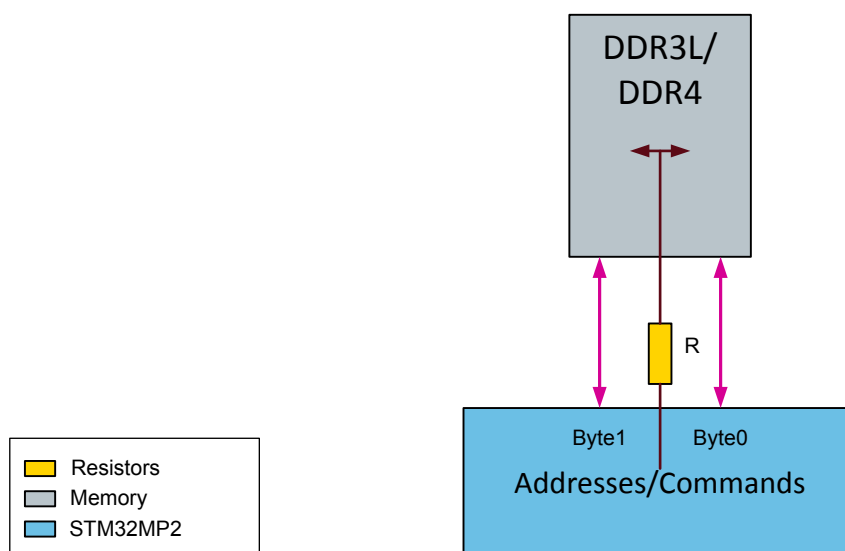 DDR3L/
DDR4
R
Byte1
Byte0
Addresses/Commands
Resistors
Memory
STM32MP2